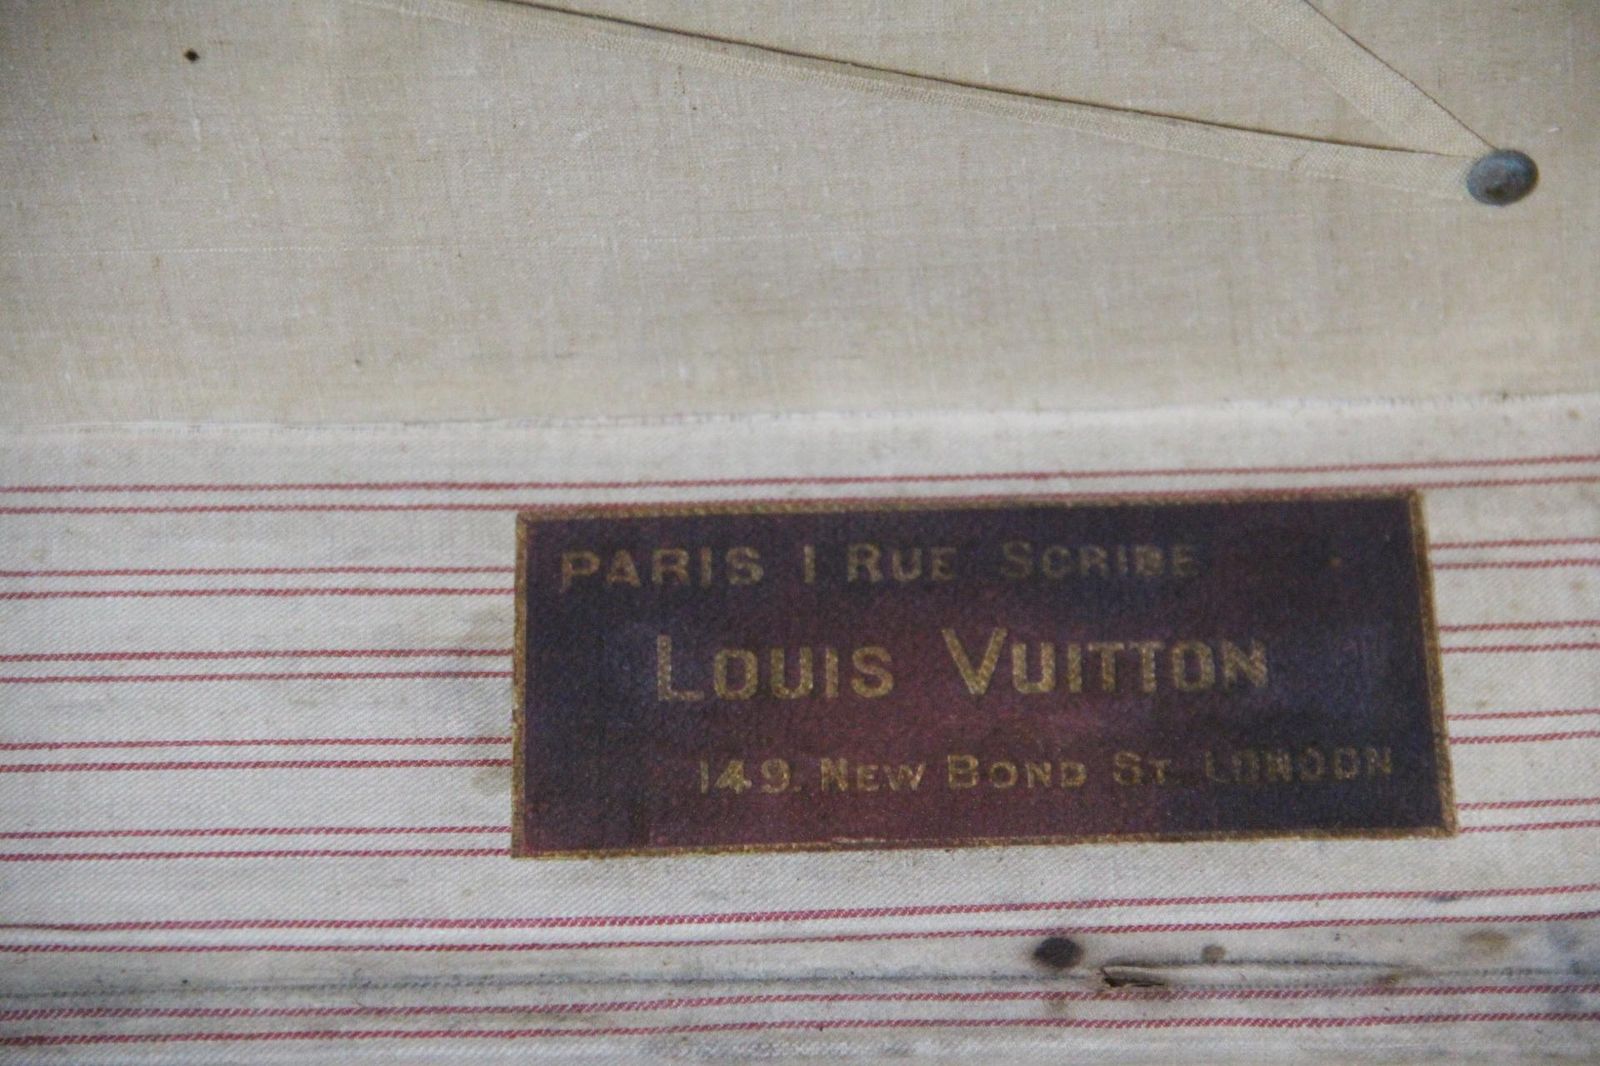 PARIS 1 RUE SCRIBE
LOUIS VUITTON
149. NEW BOND ST. LONDON